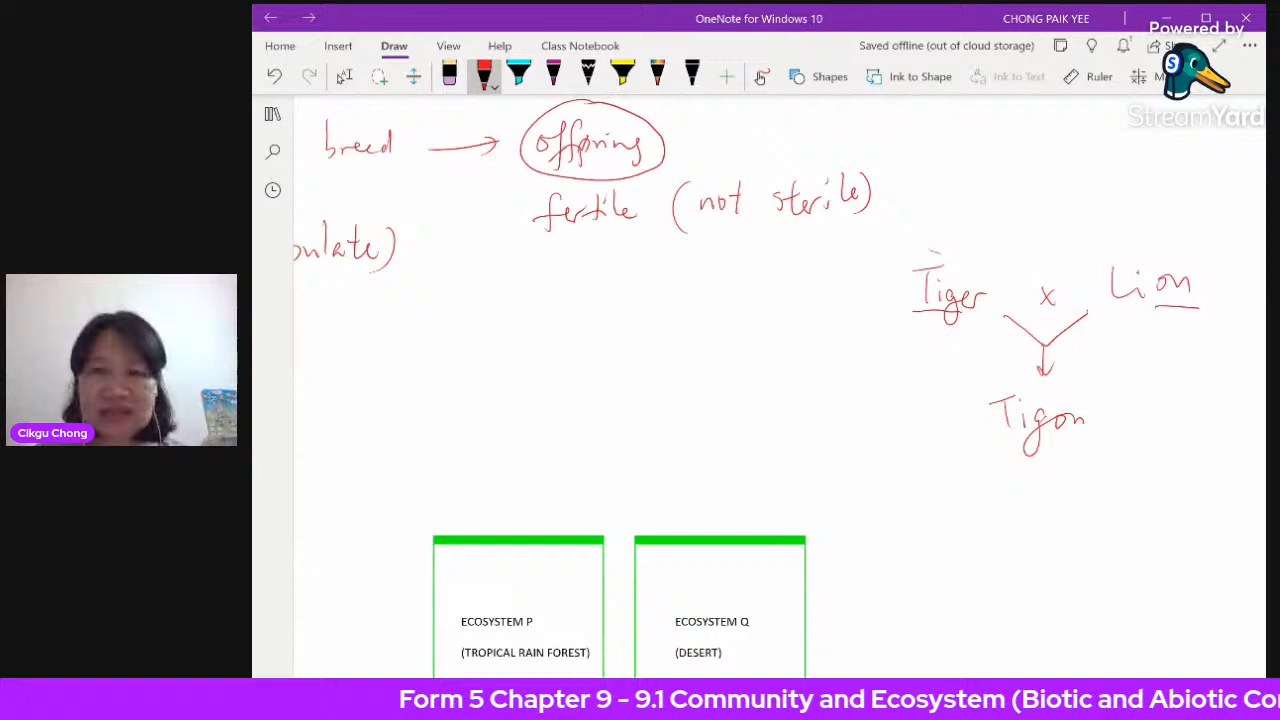 OneNote for Windows 10
CHONG PAIK YEE
Powered by
StreamYard
Home Insert Draw View Help Class Notebook
Saved offline (out of cloud storage)
Shapes Ink to Shape Ink to Text Ruler
breed → offpring
fertile (not sterile)
ulate)
Tiger x Lion
Tigon
Cikgu Chong
ECOSYSTEM P
(TROPICAL RAIN FOREST)
ECOSYSTEM Q
(DESERT)
Form 5 Chapter 9 - 9.1 Community and Ecosystem (Biotic and Abiotic Co